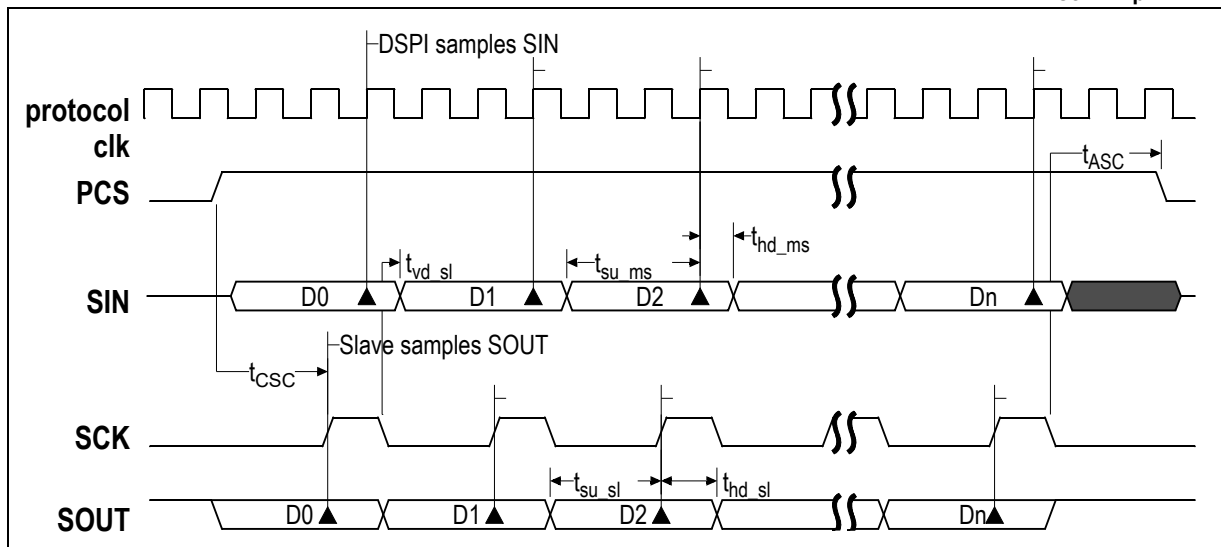 DSPI samples SIN
protocol
clk
t_ASC
PCS
t_hd_ms
t_vd_sl
t_su_ms
SIN
D0
D1
D2
Dn
Slave samples SOUT
t_CSC
SCK
t_su_sl
t_hd_sl
SOUT
D0
D1
D2
Dn